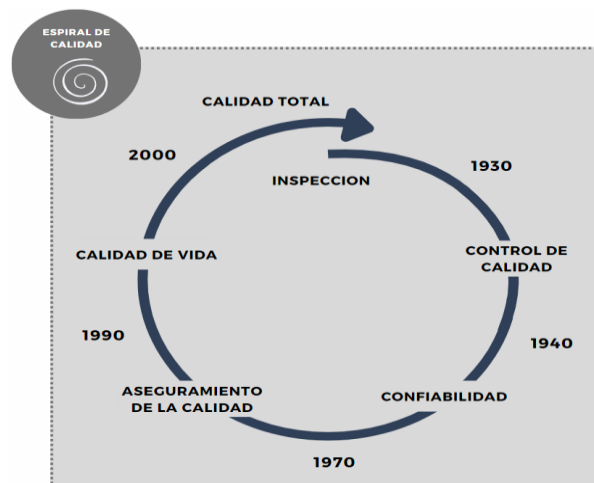 ESPIRAL DE
CALIDAD
CALIDAD TOTAL
2000
INSPECCION
1930
CALIDAD DE VIDA
CONTROL DE
CALIDAD
1990
1940
ASEGURAMIENTO
DE LA CALIDAD
CONFIABILIDAD
1970